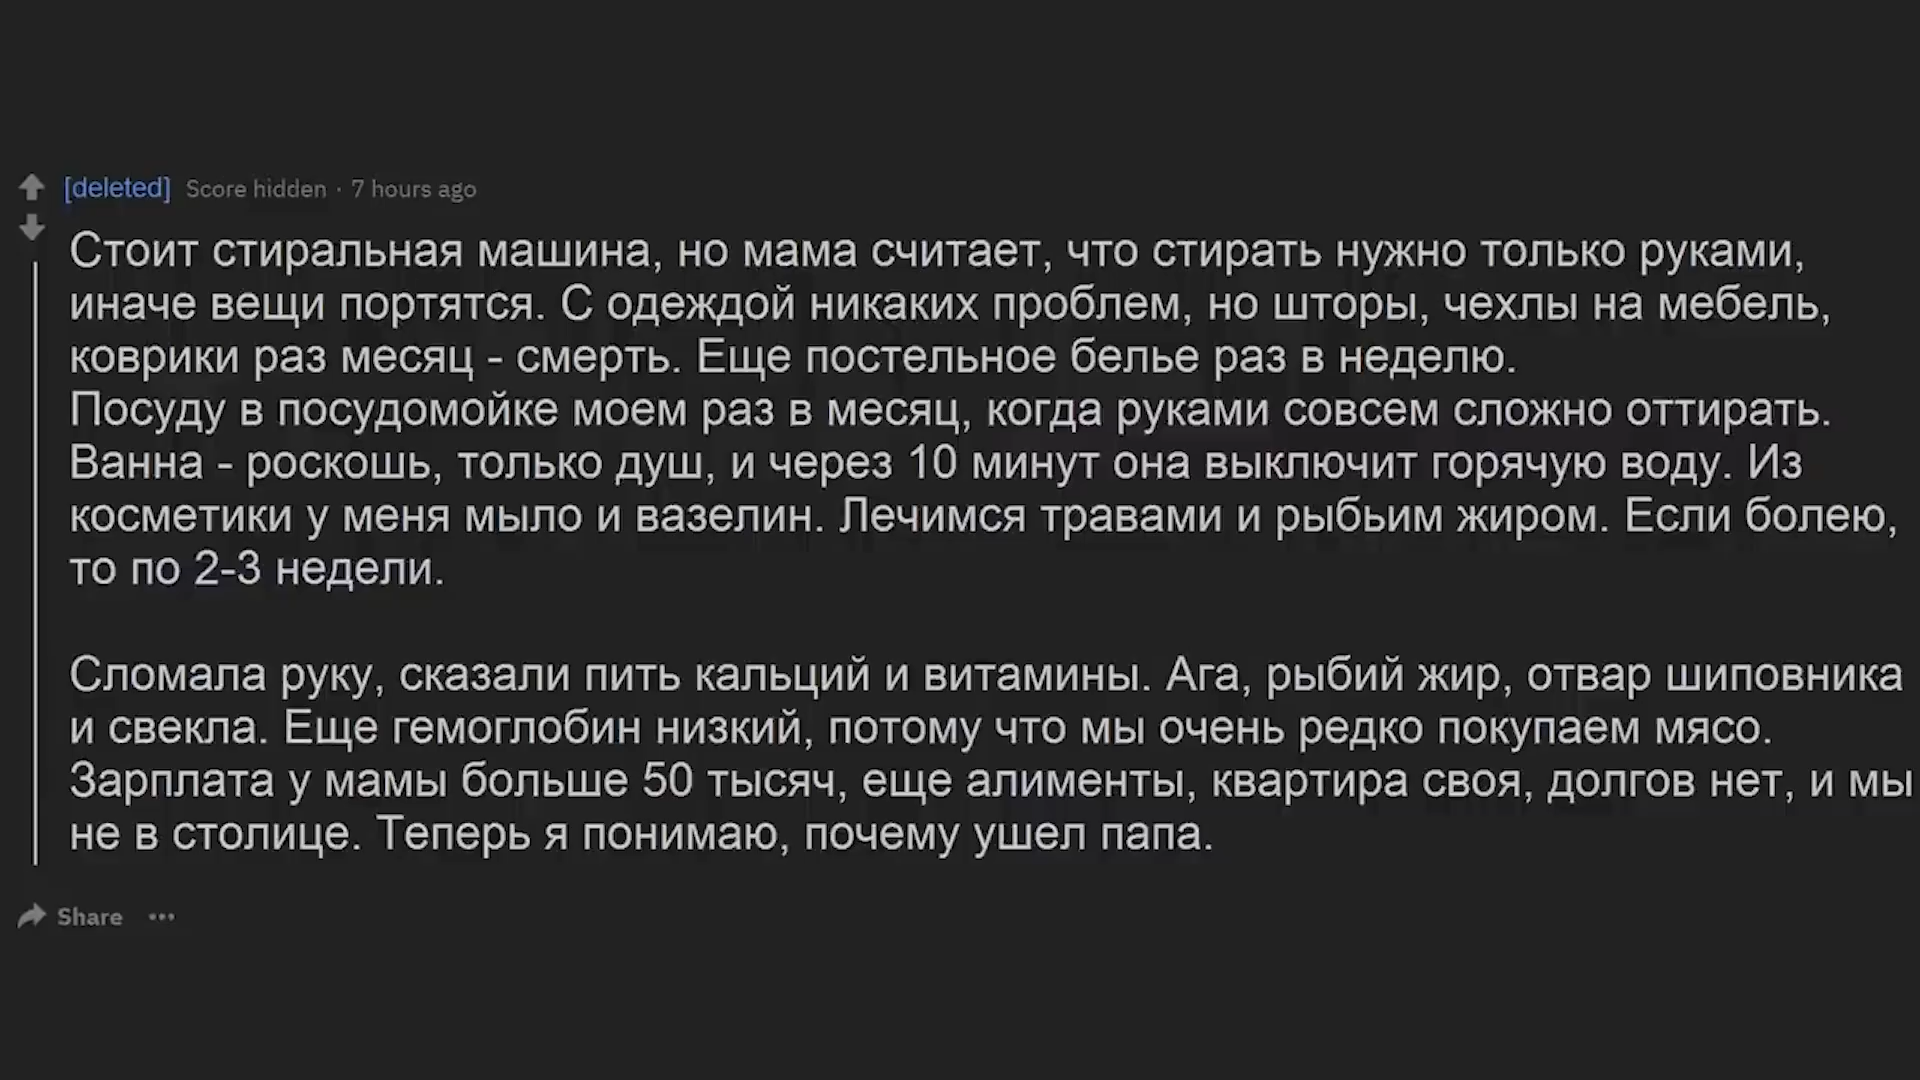 [deleted] Score hidden · 7 hours ago
Стоит стиральная машина, но мама считает, что стирать нужно только руками,
иначе вещи портятся. С одеждой никаких проблем, но шторы, чехлы на мебель,
коврики раз месяц - смерть. Еще постельное белье раз в неделю.
Посуду в посудомойке моем раз в месяц, когда руками совсем сложно оттирать.
Ванна - роскошь, только душ, и через 10 минут она выключит горячую воду. Из
косметики у меня мыло и вазелин. Лечимся травами и рыбьим жиром. Если болею,
то по 2-3 недели.
Сломала руку, сказали пить кальций и витамины. Ага, рыбий жир, отвар шиповника
и свекла. Еще гемоглобин низкий, потому что мы очень редко покупаем мясо.
Зарплата у мамы больше 50 тысяч, еще алименты, квартира своя, долгов нет, и мы
не в столице. Теперь я понимаю, почему ушел папа.
Share ···